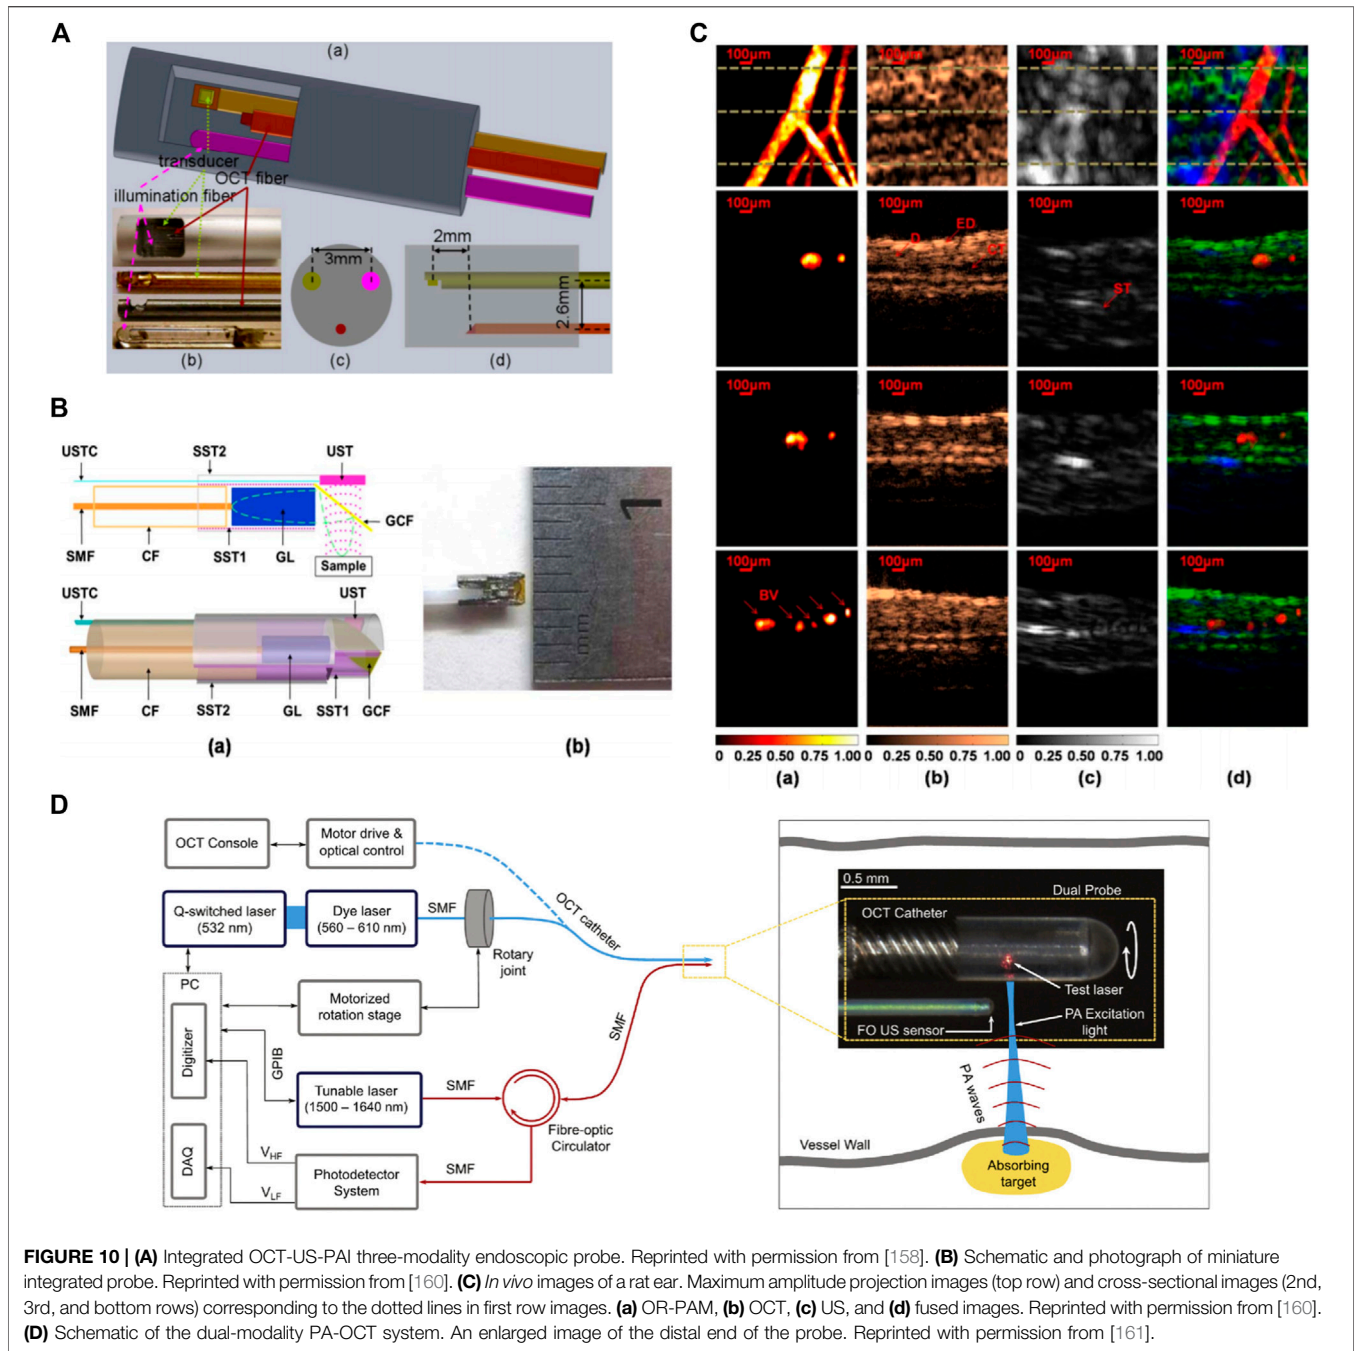 A
(a)
transducer
OCT fiber
illumination fiber
2mm
3mm
2.6mm
(b)
(c)
(d)
B
USTC
SST2
UST
GCF
SMF
CF
SST1
GL
Sample
USTC
UST
SMF
CF
SST2
GL
SST1
GCF
1
mm
(a)
(b)
C
100μm
100μm
100μm
100μm
100μm
100μm
100μm
100μm
D
ED
CT
ST
100μm
100μm
100μm
100μm
100μm
100μm
100μm
100μm
BV
0 0.25 0.75 1.00
0 0.25 0.75 1.00
0 0.25 0.75 1.00
(a)
(b)
(c)
(d)
D
OCT Console
Motor drive &
optical control
Q-switched laser
(532 nm)
Dye laser
(560 – 610 nm)
SMF
OCT catheter
Rotary
joint
PC
Motorized
rotation stage
Digitizer
GPIB
SMF
Tunable laser
(1500 – 1640 nm)
SMF
Fibre-optic
Circulator
DAQ
VHF
VLF
Photodetector
System
SMF
0.5 mm
Dual Probe
OCT Catheter
Test laser
FO US sensor
PA Excitation
light
PA waves
Vessel Wall
Absorbing
target
FIGURE 10 | (A) Integrated OCT-US-PAI three-modality endoscopic probe. Reprinted with permission from [158]. (B) Schematic and photograph of miniature
integrated probe. Reprinted with permission from [160]. (C) In vivo images of a rat ear. Maximum amplitude projection images (top row) and cross-sectional images (2nd,
3rd, and bottom rows) corresponding to the dotted lines in first row images. (a) OR-PAM, (b) OCT, (c) US, and (d) fused images. Reprinted with permission from [160].
(D) Schematic of the dual-modality PA-OCT system. An enlarged image of the distal end of the probe. Reprinted with permission from [161].